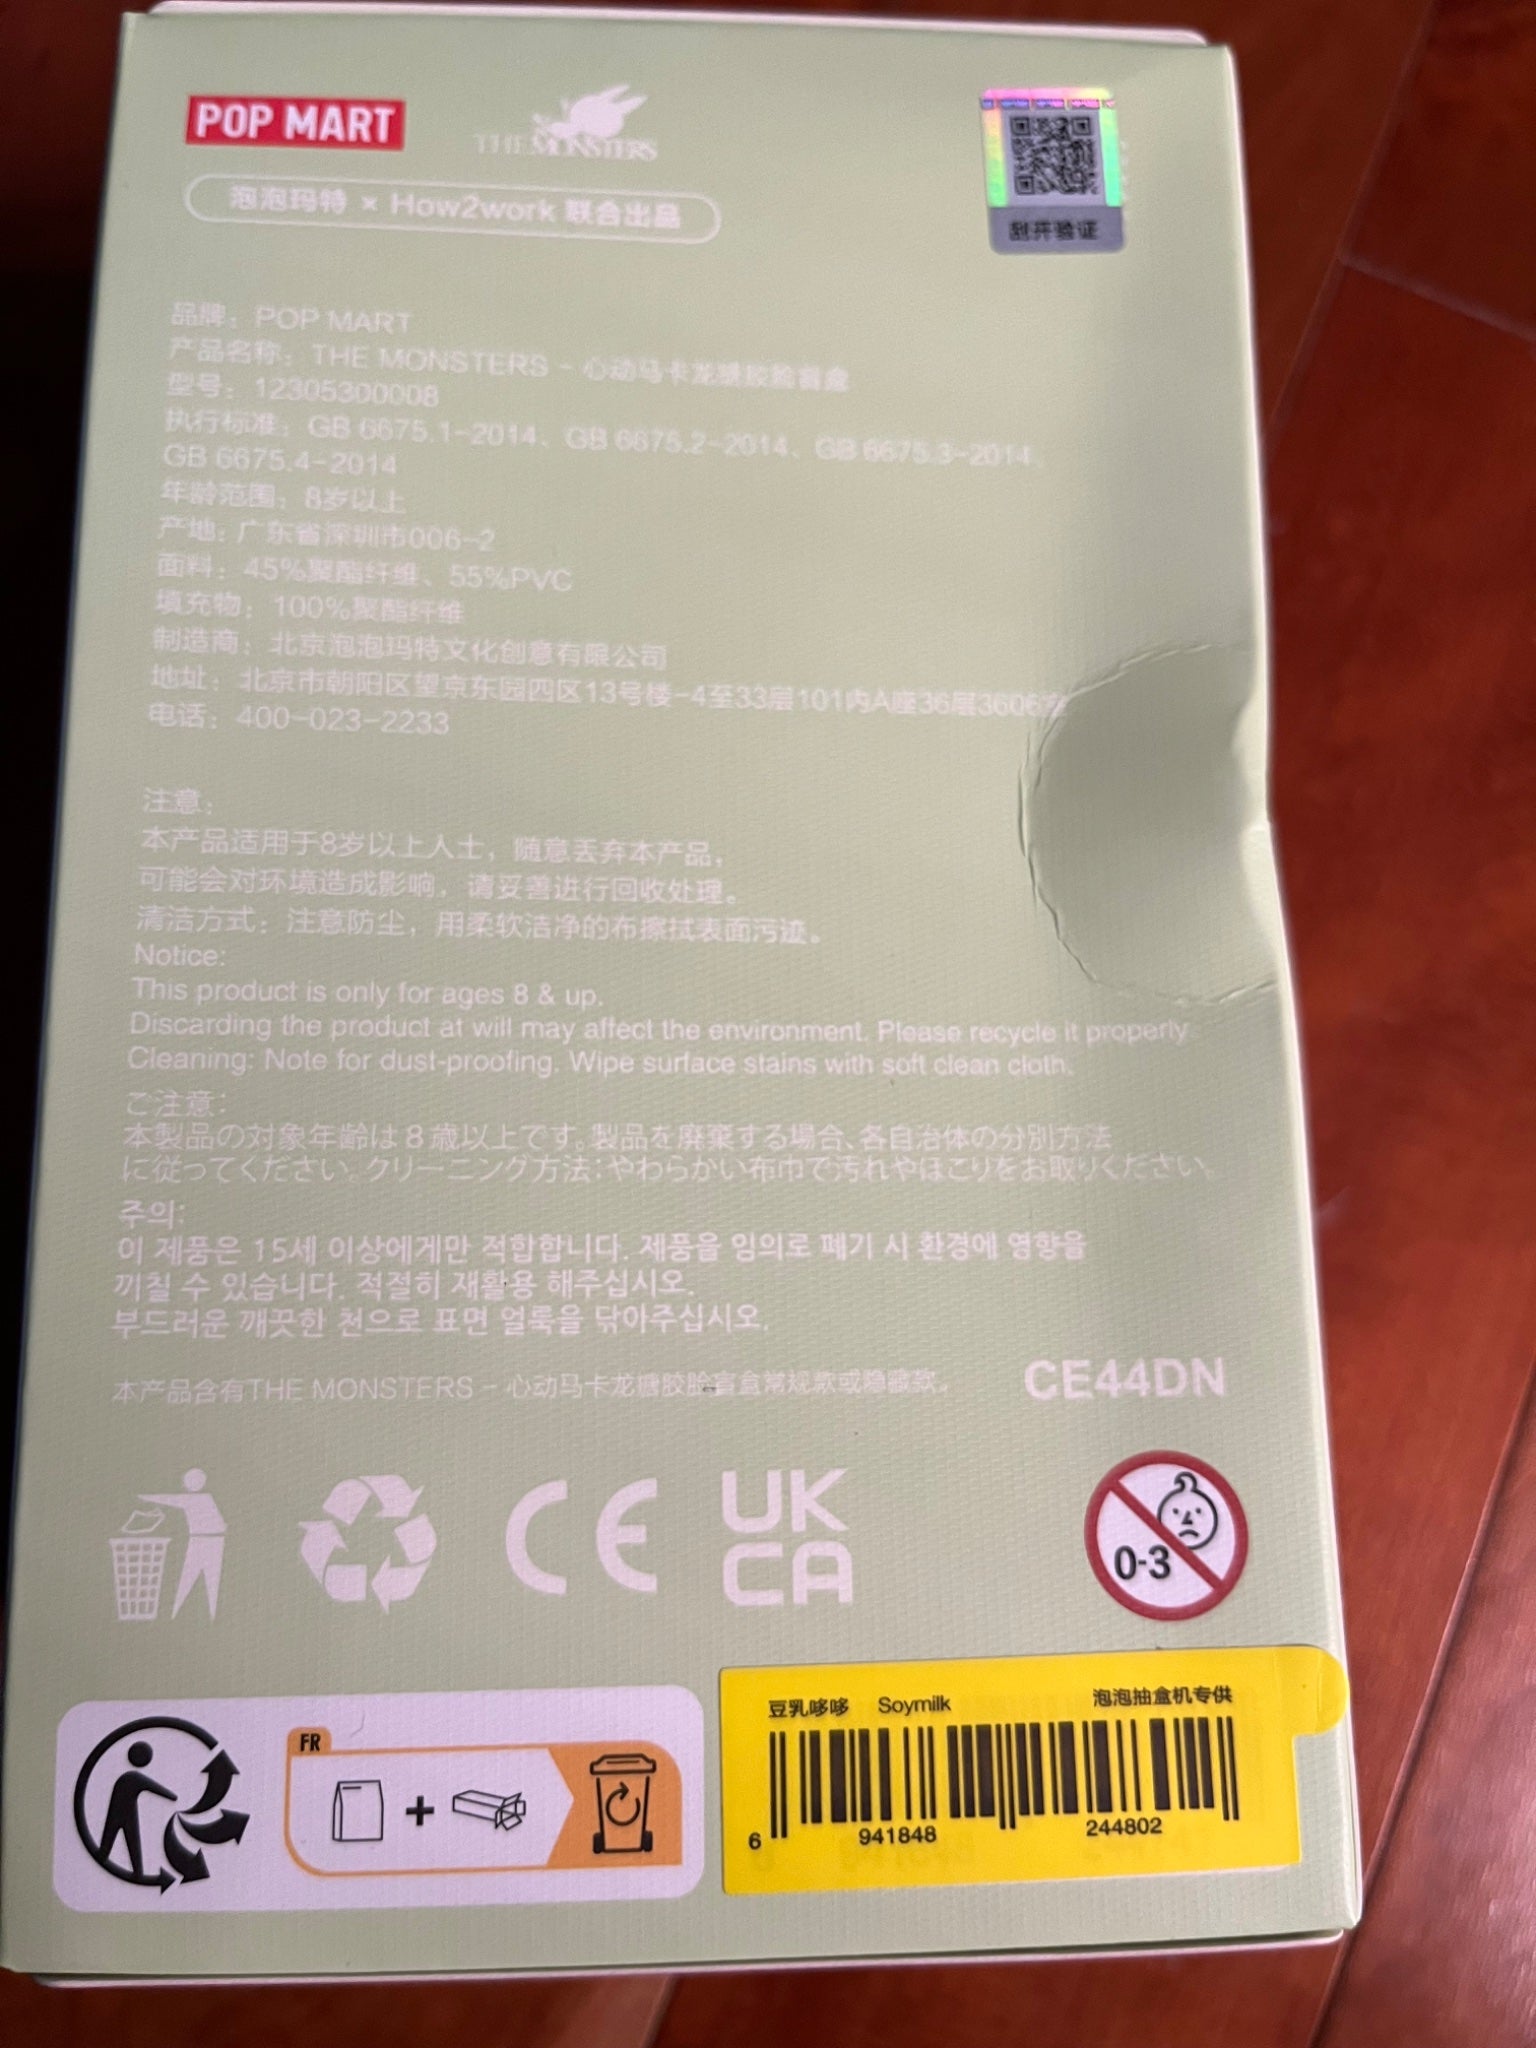 POP MART
THE MONSTERS
泡泡玛特 × How2work 联合出品
刮开验证
品牌：POP MART
产品名称：THE MONSTERS - 心动马卡龙搪胶脸盲盒
型号：12305300008
执行标准：GB 6675.1-2014、GB 6675.2-2014、GB 6675.3-2014、
GB 6675.4-2014
年龄范围：8岁以上
产地：广东省深圳市006-2
面料：45%聚酯纤维、55%PVC
填充物：100%聚酯纤维
制造商：北京泡泡玛特文化创意有限公司
地址：北京市朝阳区望京东园四区13号楼-4至33层101内A座36层3606室
电话：400-023-2233
注意：
本产品适用于8岁以上人士，随意丢弃本产品，
可能会对环境造成影响，请妥善进行回收处理。
清洁方式：注意防尘，用柔软洁净的布擦拭表面污迹。
Notice:
This product is only for ages 8 & up.
Discarding the product at will may affect the environment. Please recycle it properly.
Cleaning: Note for dust-proofing. Wipe surface stains with soft clean cloth.
ご注意：
本製品の対象年齢は8歳以上です。製品を廃棄する場合、各自治体の分別方法
に従ってください。クリーニング方法：やわらかい布巾で汚れやほこりをお取りください。
주의:
이 제품은 15세 이상에게만 적합합니다. 제품을 임의로 폐기 시 환경에 영향을
끼칠 수 있습니다. 적절히 재활용 해주십시오.
부드러운 깨끗한 천으로 표면 얼룩을 닦아주십시오.
本产品含有THE MONSTERS - 心动马卡龙搪胶脸盲盒常规款或隐藏款。
CE44DN
CE
UK
CA
0-3
FR
豆乳哆哆 Soymilk 泡泡抽盒机专供
6 941848 244802